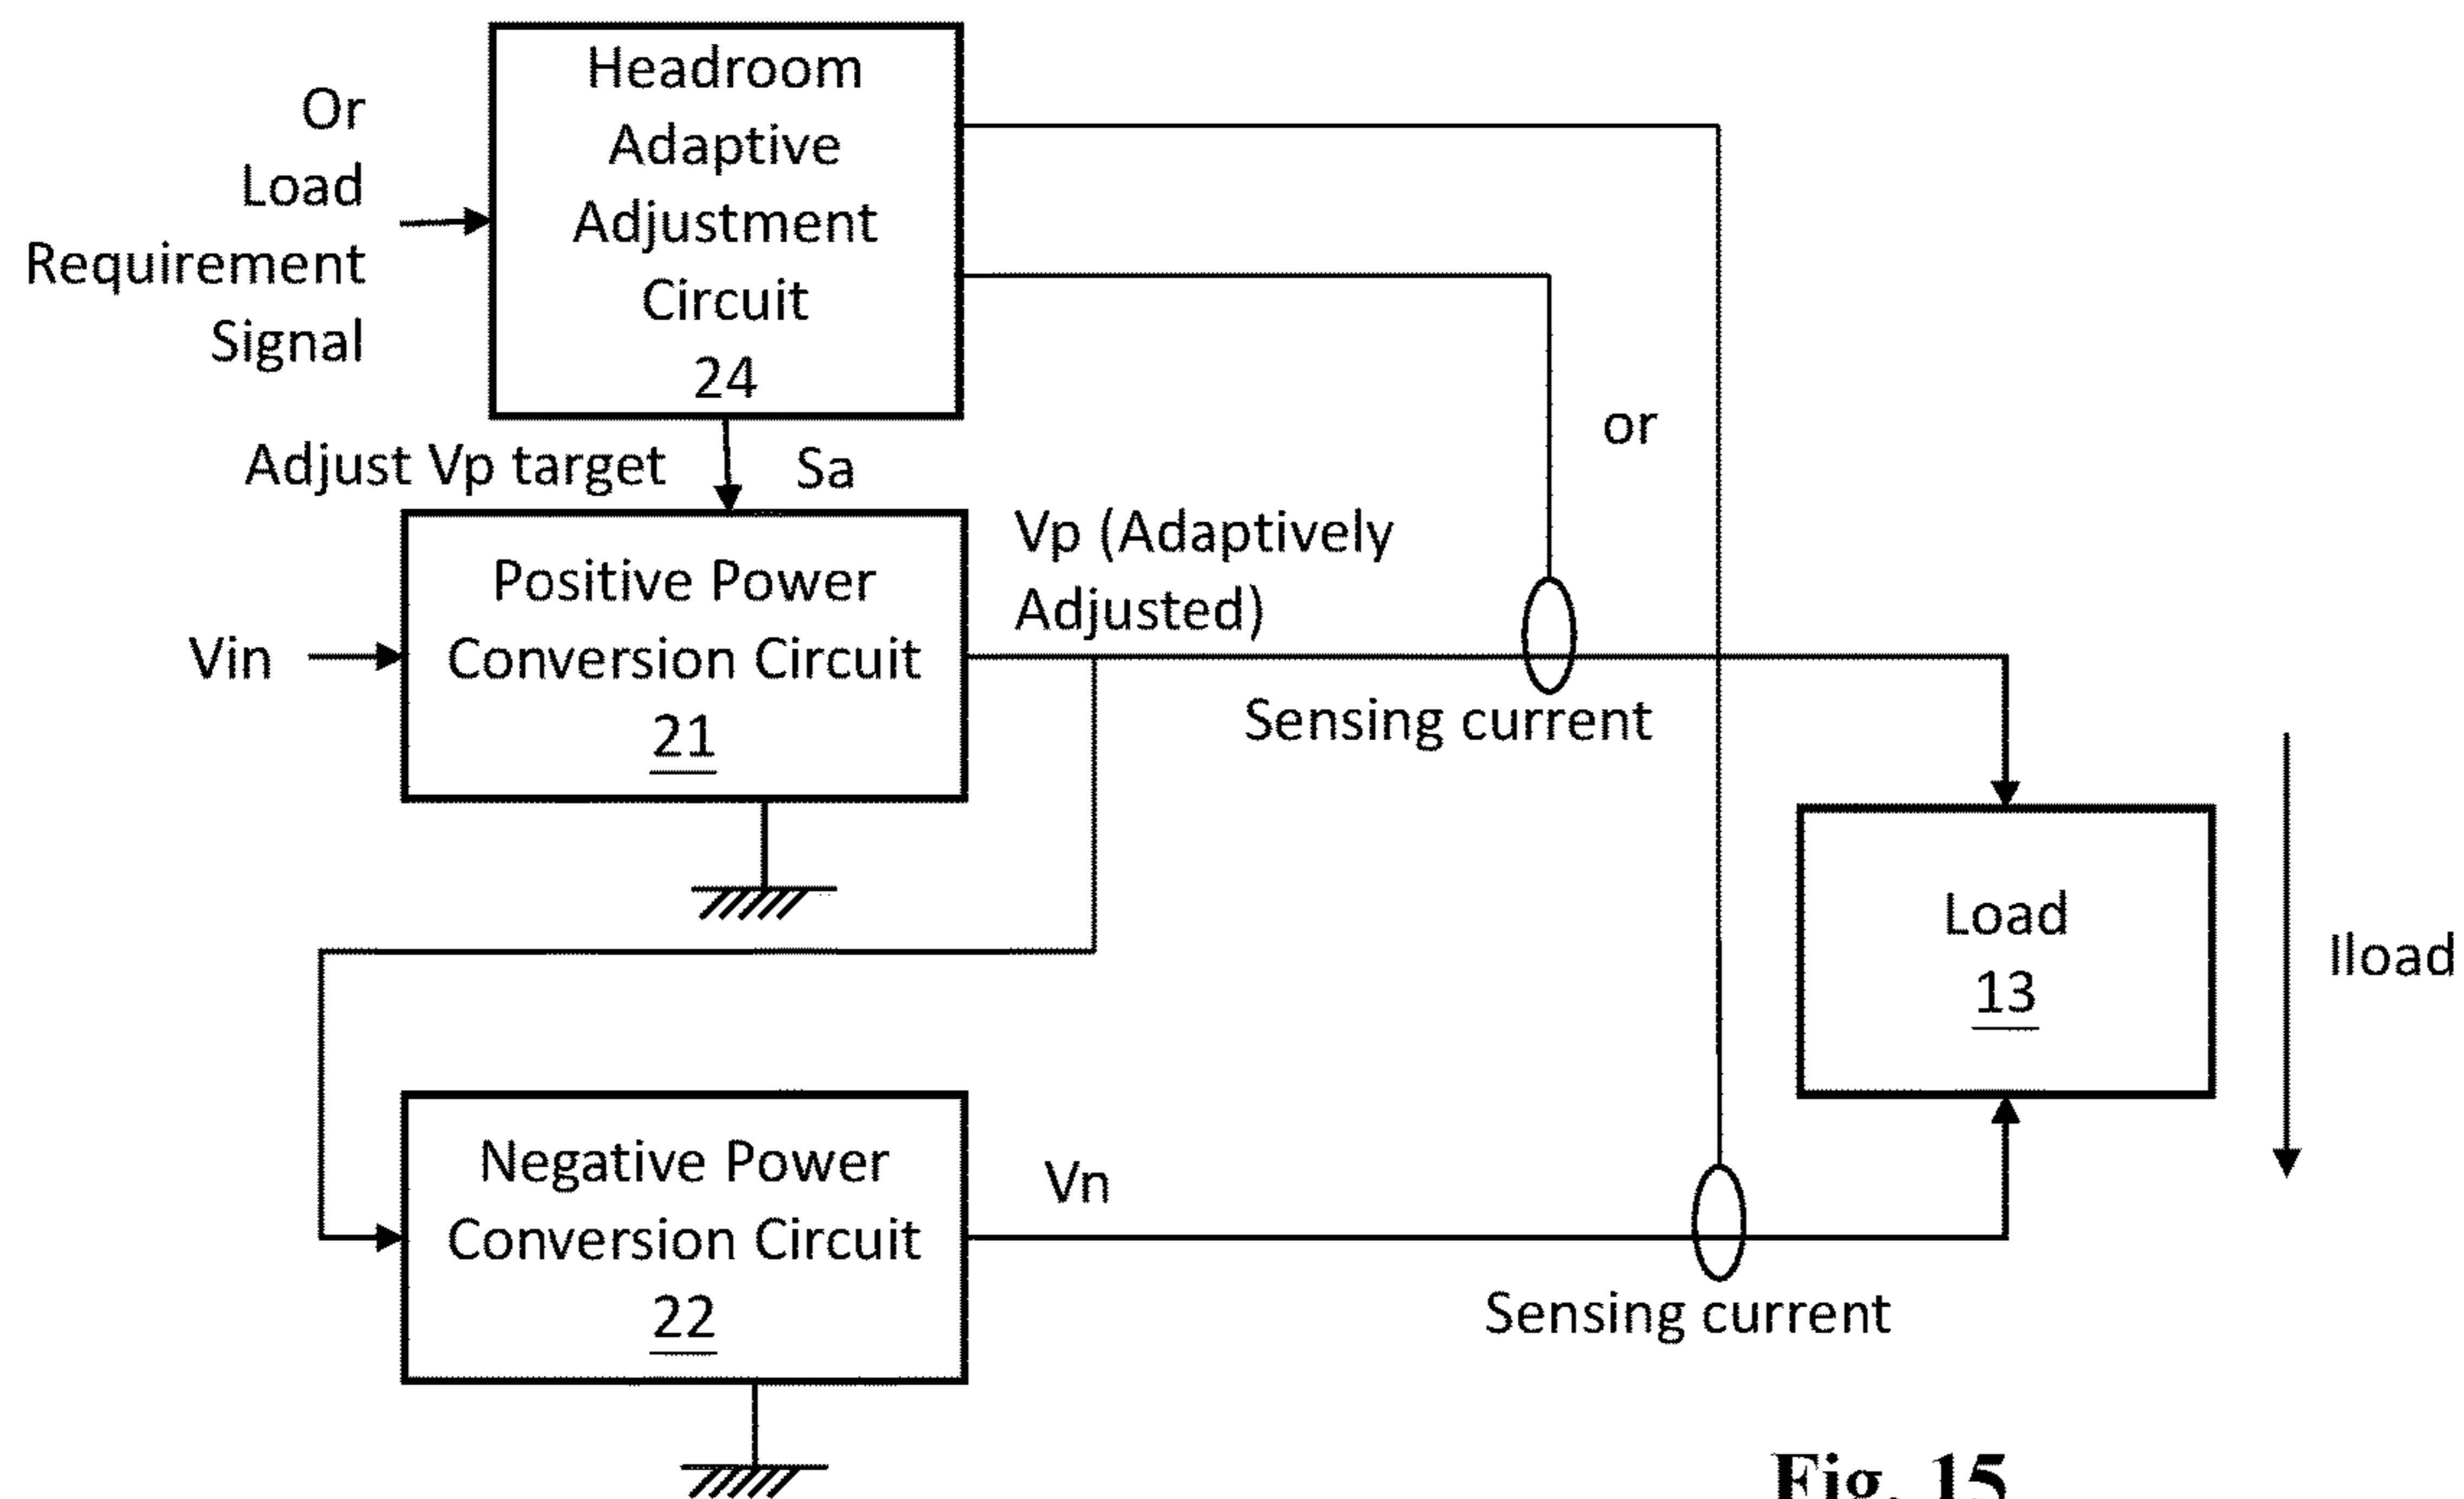 Headroom
Adaptive
Adjustment
Circuit
24
Or
Load
Requirement
Signal
Adjust Vp target
Sa
or
Vp (Adaptively
Adjusted)
Vin
Positive Power
Conversion Circuit
21
Sensing current
Load
13
Iload
Negative Power
Conversion Circuit
22
Vn
Sensing current
Fig. 15